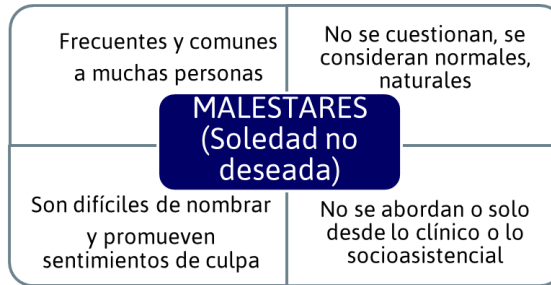 Frecuentes y comunes
a muchas personas
No se cuestionan, se
consideran normales,
naturales
MALESTARES
(Soledad no
deseada)
Son difíciles de nombrar
y promueven
sentimientos de culpa
No se abordan o solo
desde lo clínico o lo
socioasistencial